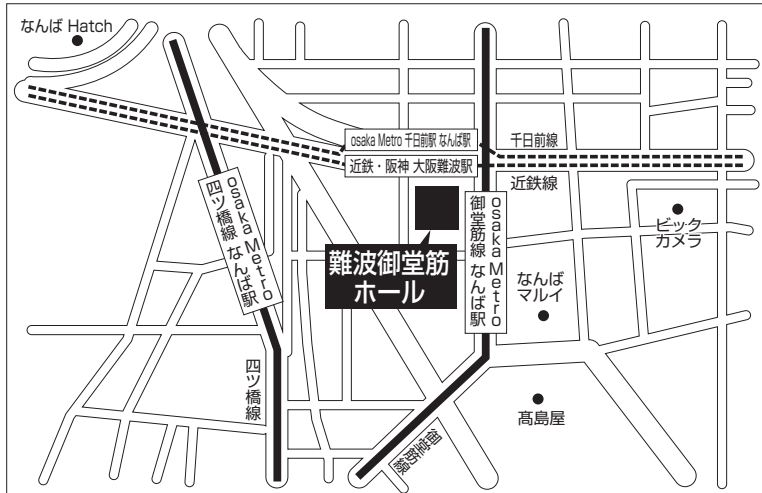 なんば Hatch
osaka Metro 千日前駅 なんば駅
千日前線
近鉄・阪神 大阪難波駅
近鉄線
osaka Metro
四ツ橋線 なんば駅
osaka Metro
御堂筋線 なんば駅
ビック
カメラ
難波御堂筋
ホール
なんば
マルイ
四ツ橋線
髙島屋
御堂筋線